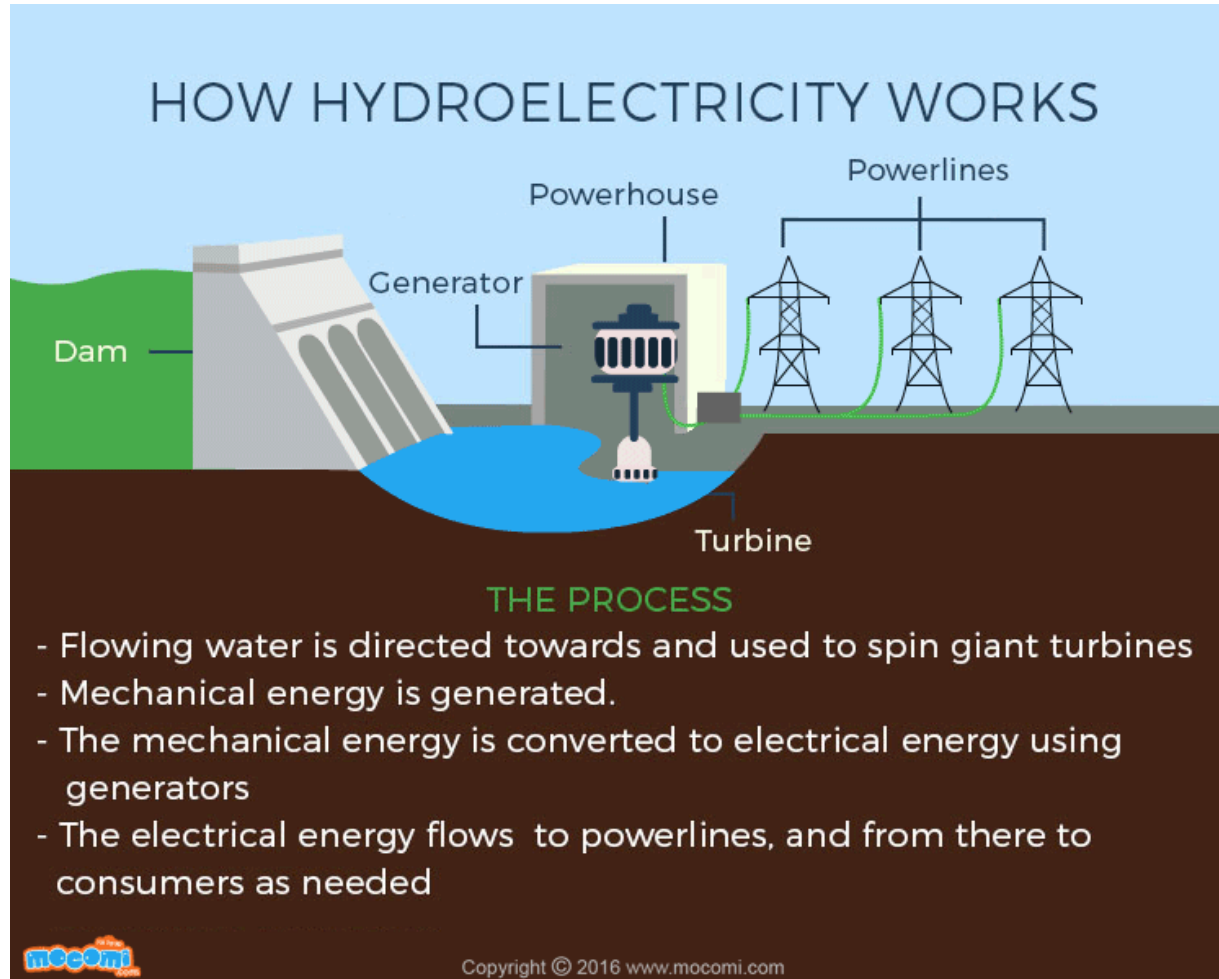 HOW HYDROELECTRICITY WORKS
Powerlines
Powerhouse
Generator
Dam
Turbine
THE PROCESS
- Flowing water is directed towards and used to spin giant turbines
- Mechanical energy is generated.
- The mechanical energy is converted to electrical energy using
generators
- The electrical energy flows to powerlines, and from there to
consumers as needed
mocomi
.com
Copyright © 2016 www.mocomi.com